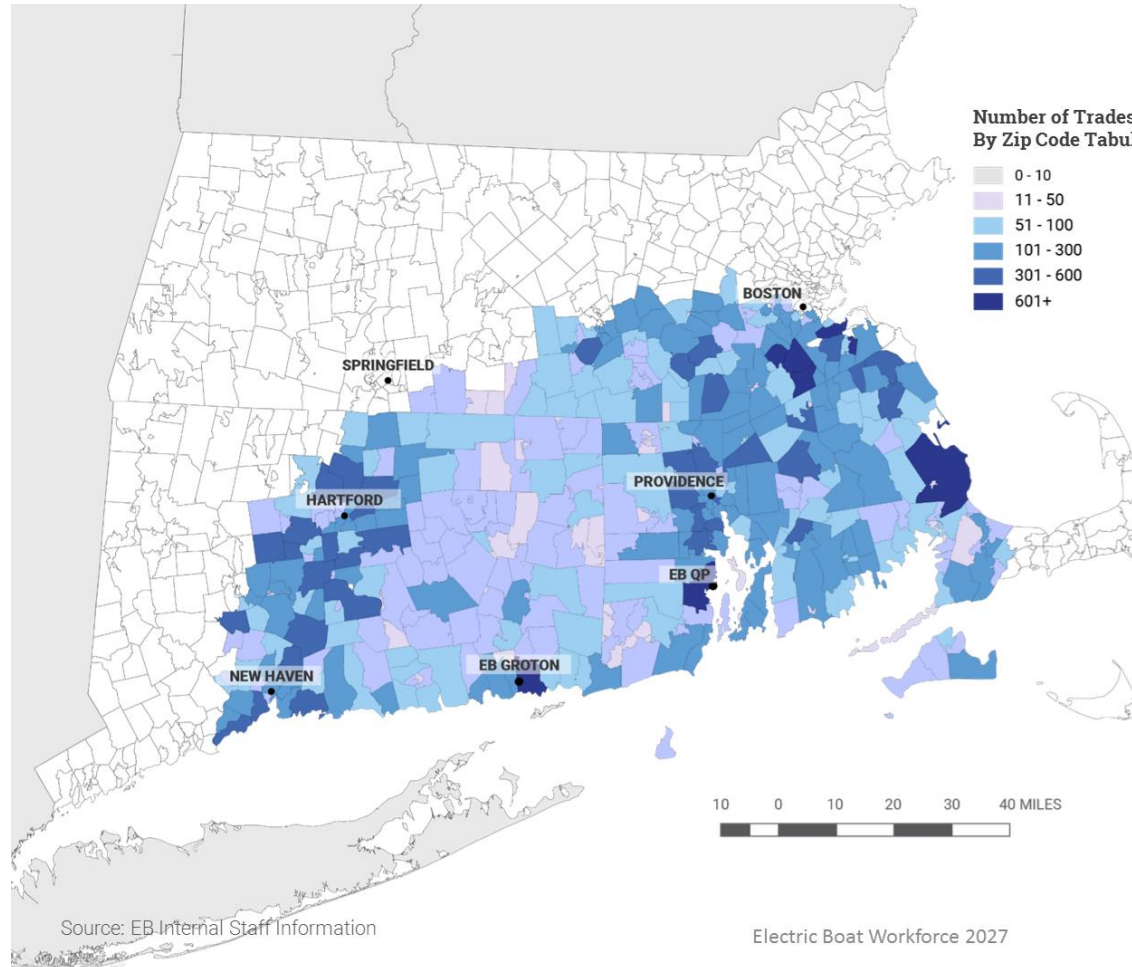 Number of Trades
By Zip Code Tabul
0 - 10
11 - 50
51 - 100
101 - 300
301 - 600
601+
BOSTON
SPRINGFIELD
PROVIDENCE
HARTFORD
EB QP
EB GROTON
NEW HAVEN
10 0 10 20 30 40 MILES
Source: EB Internal Staff Information
Electric Boat Workforce 2027